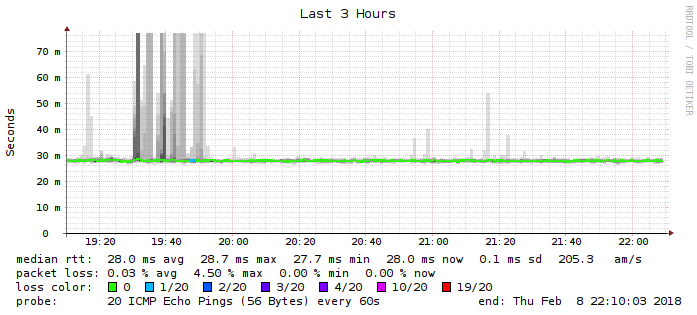 Last 3 Hours
RRDTOOL / TOBI OETIKER
Seconds
70 m
60 m
50 m
40 m
30 m
20 m
10 m
0
19:20 19:40 20:00 20:20 20:40 21:00 21:20 21:40 22:00
median rtt: 28.0 ms avg 28.7 ms max 27.7 ms min 28.0 ms now 0.1 ms sd 205.3 am/s
packet loss: 0.03 % avg 4.50 % max 0.00 % min 0.00 % now
loss color: 0 1/20 2/20 3/20 4/20 10/20 19/20
probe: 20 ICMP Echo Pings (56 Bytes) every 60s end: Thu Feb 8 22:10:03 2018